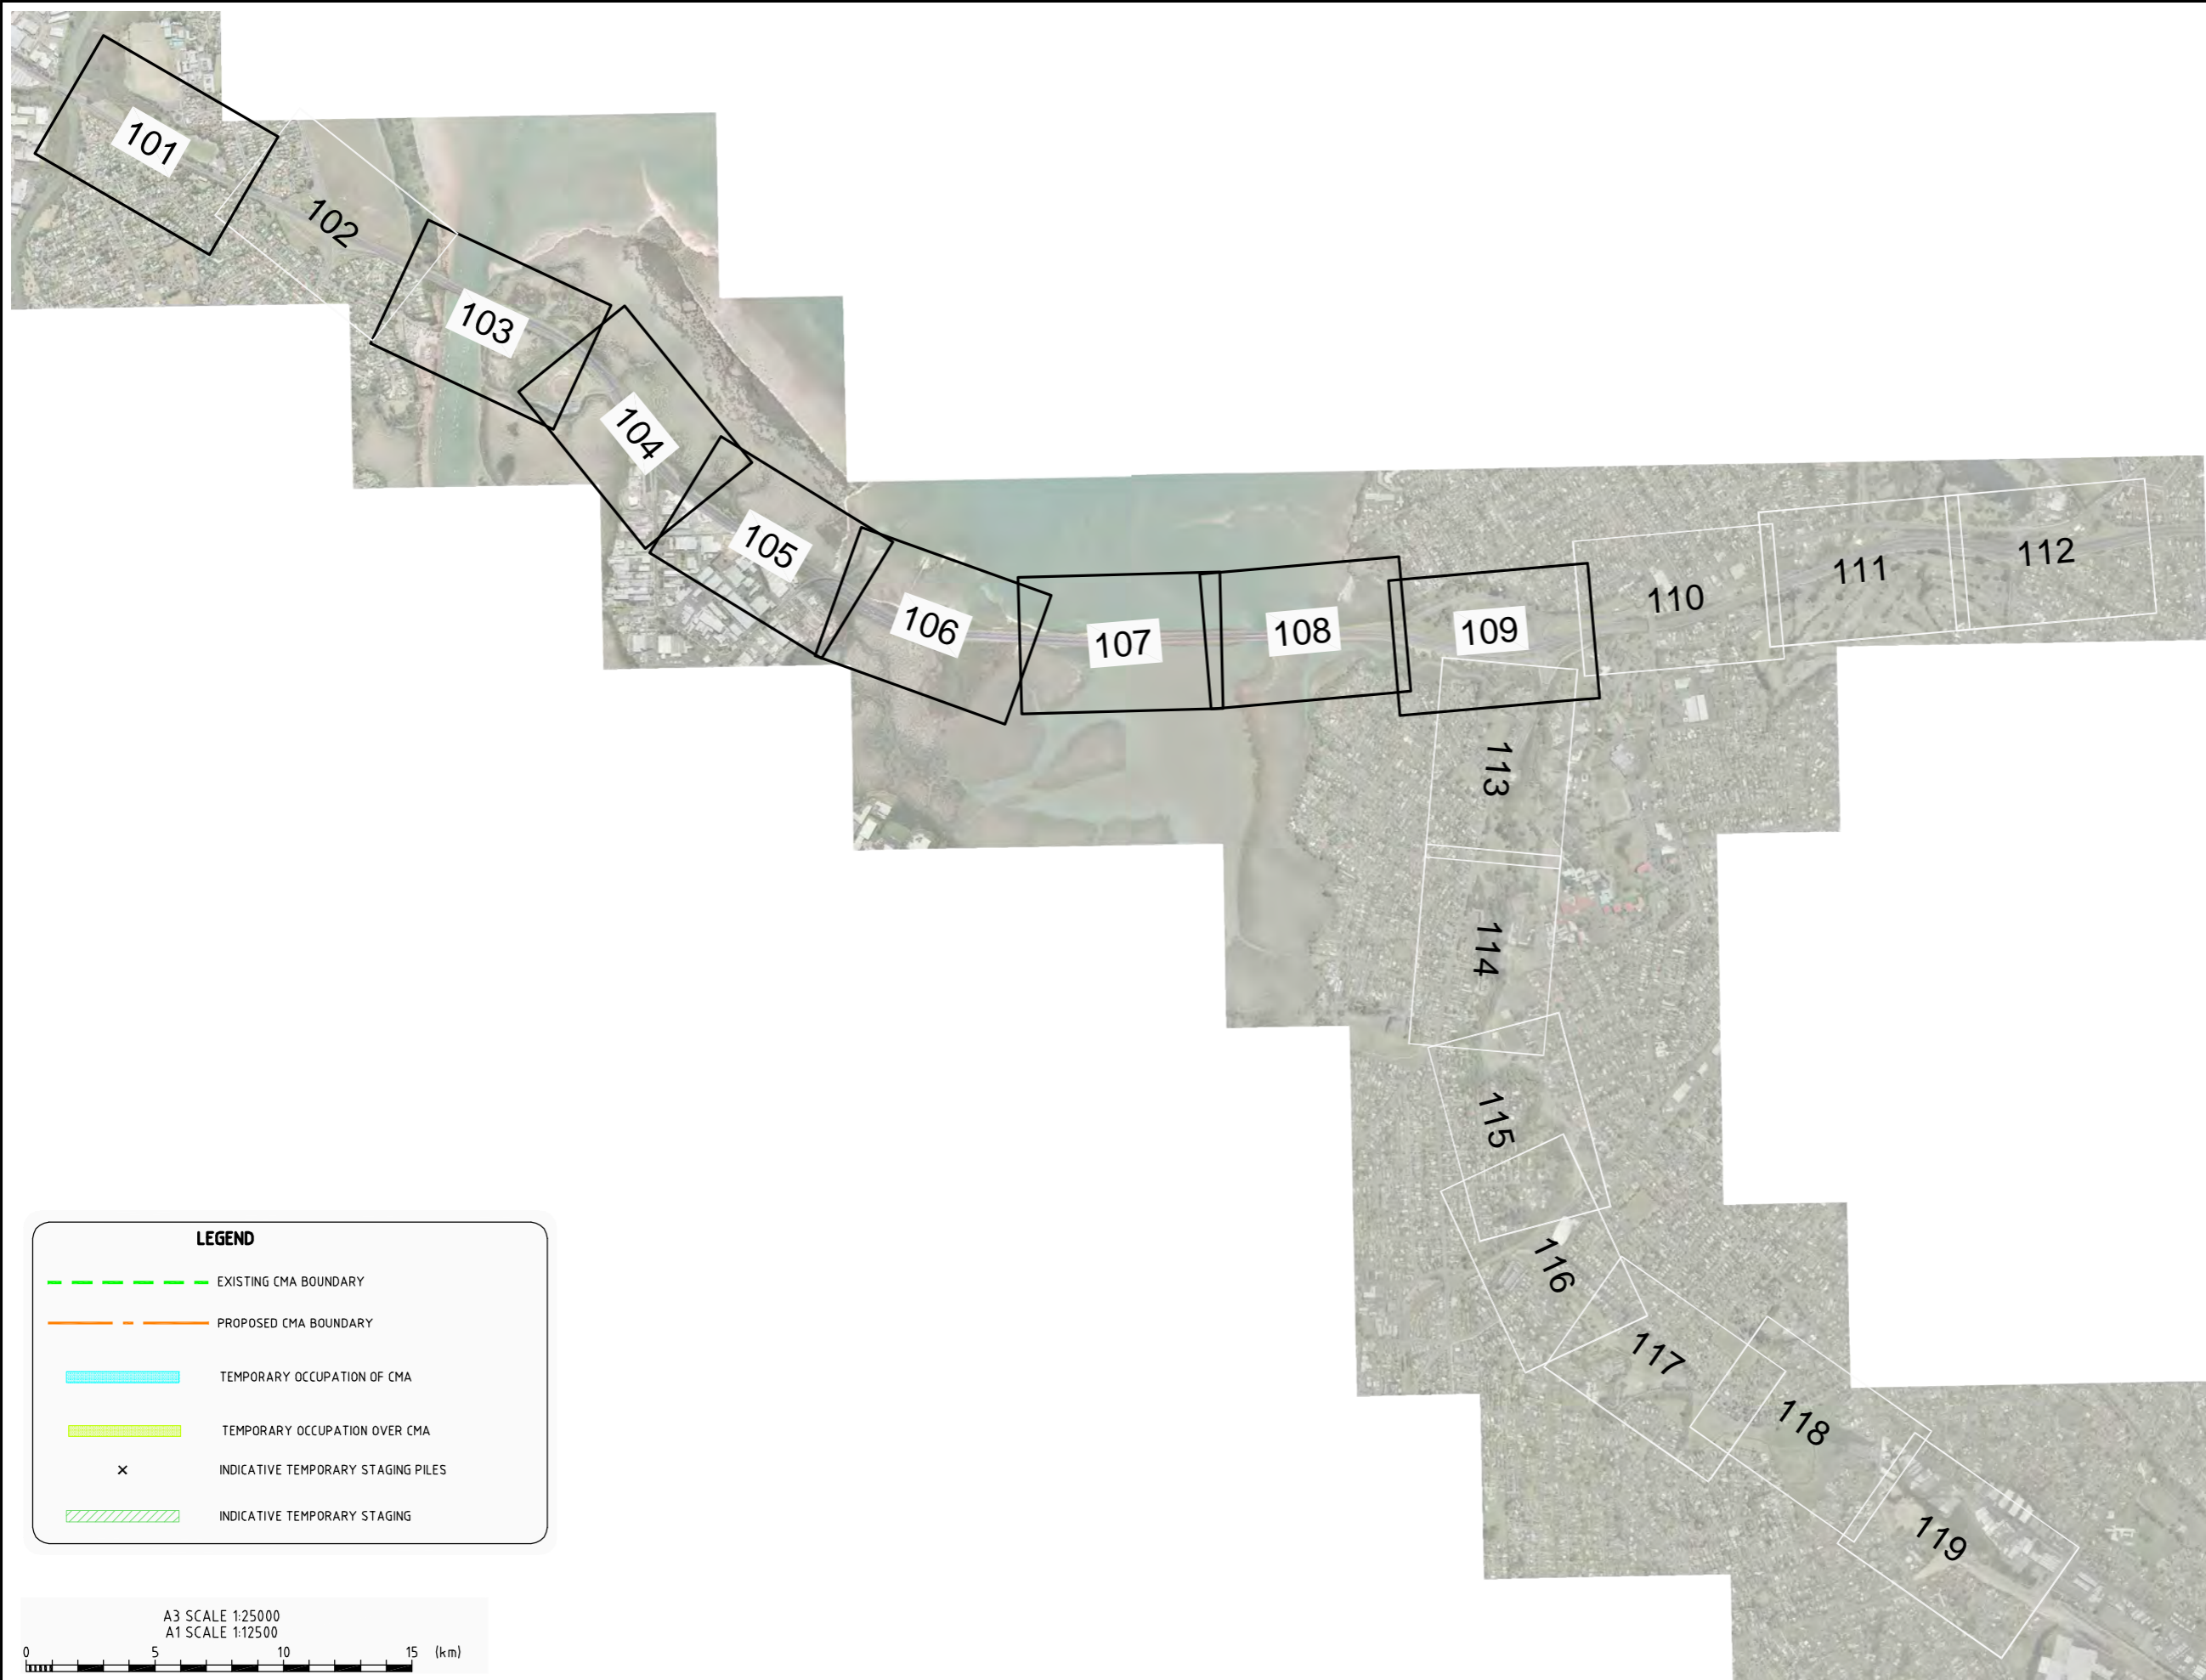 101
102
103
104
105
106
107
108
109
110
111
112
113
114
115
116
117
118
119
LEGEND
EXISTING CMA BOUNDARY
PROPOSED CMA BOUNDARY
TEMPORARY OCCUPATION OF CMA
TEMPORARY OCCUPATION OVER CMA
INDICATIVE TEMPORARY STAGING PILES
INDICATIVE TEMPORARY STAGING
A3 SCALE 1:25000
A1 SCALE 1:12500
0 5 10 15 (km)